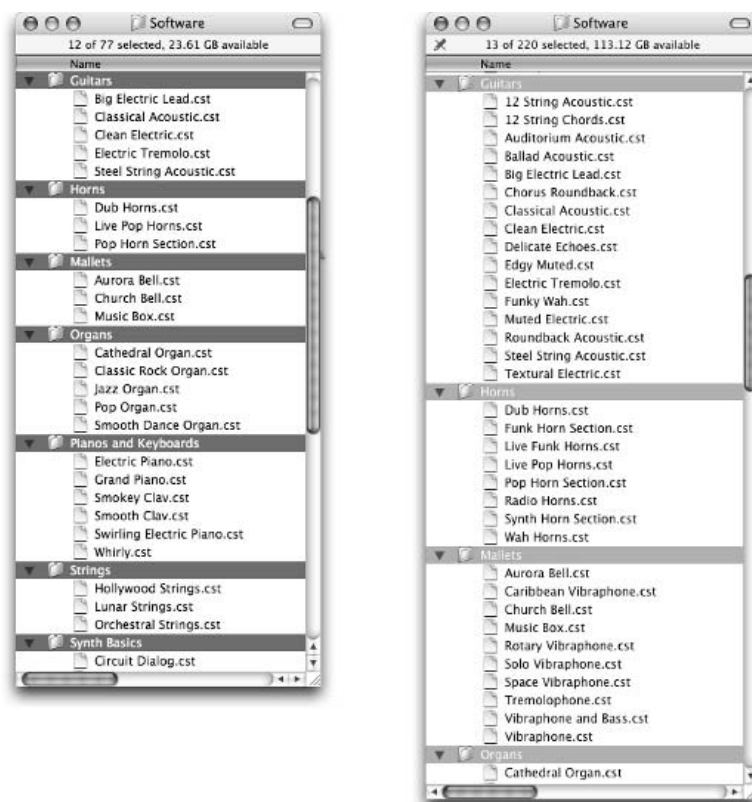 Software
12 of 77 selected, 23.61 GB available
Name
Guitars
Big Electric Lead.cst
Classical Acoustic.cst
Clean Electric.cst
Electric Tremolo.cst
Steel String Acoustic.cst
Horns
Dub Horns.cst
Live Pop Horns.cst
Pop Horn Section.cst
Mallets
Aurora Bell.cst
Church Bell.cst
Music Box.cst
Organs
Cathedral Organ.cst
Classic Rock Organ.cst
Jazz Organ.cst
Pop Organ.cst
Smooth Dance Organ.cst
Pianos and Keyboards
Electric Piano.cst
Grand Piano.cst
Smokey Clav.cst
Smooth Clav.cst
Swirling Electric Piano.cst
Whirly.cst
Strings
Hollywood Strings.cst
Lunar Strings.cst
Orchestral Strings.cst
Synth Basics
Circuit Dialog.cst
Software
13 of 220 selected, 113.12 GB available
Name
Guitars
12 String Acoustic.cst
12 String Chords.cst
Auditorium Acoustic.cst
Ballad Acoustic.cst
Big Electric Lead.cst
Chorus Roundback.cst
Classical Acoustic.cst
Clean Electric.cst
Delicate Echoes.cst
Edgy Muted.cst
Electric Tremolo.cst
Funky Wah.cst
Muted Electric.cst
Roundback Acoustic.cst
Steel String Acoustic.cst
Textural Electric.cst
Horns
Dub Horns.cst
Funk Horn Section.cst
Live Funk Horns.cst
Live Pop Horns.cst
Pop Horn Section.cst
Radio Horns.cst
Synth Horn Section.cst
Wah Horns.cst
Mallets
Aurora Bell.cst
Caribbean Vibraphone.cst
Church Bell.cst
Music Box.cst
Rotary Vibraphone.cst
Solo Vibraphone.cst
Space Vibraphone.cst
Tremolophone.cst
Vibraphone and Bass.cst
Vibraphone.cst
Organs
Cathedral Organ.cst